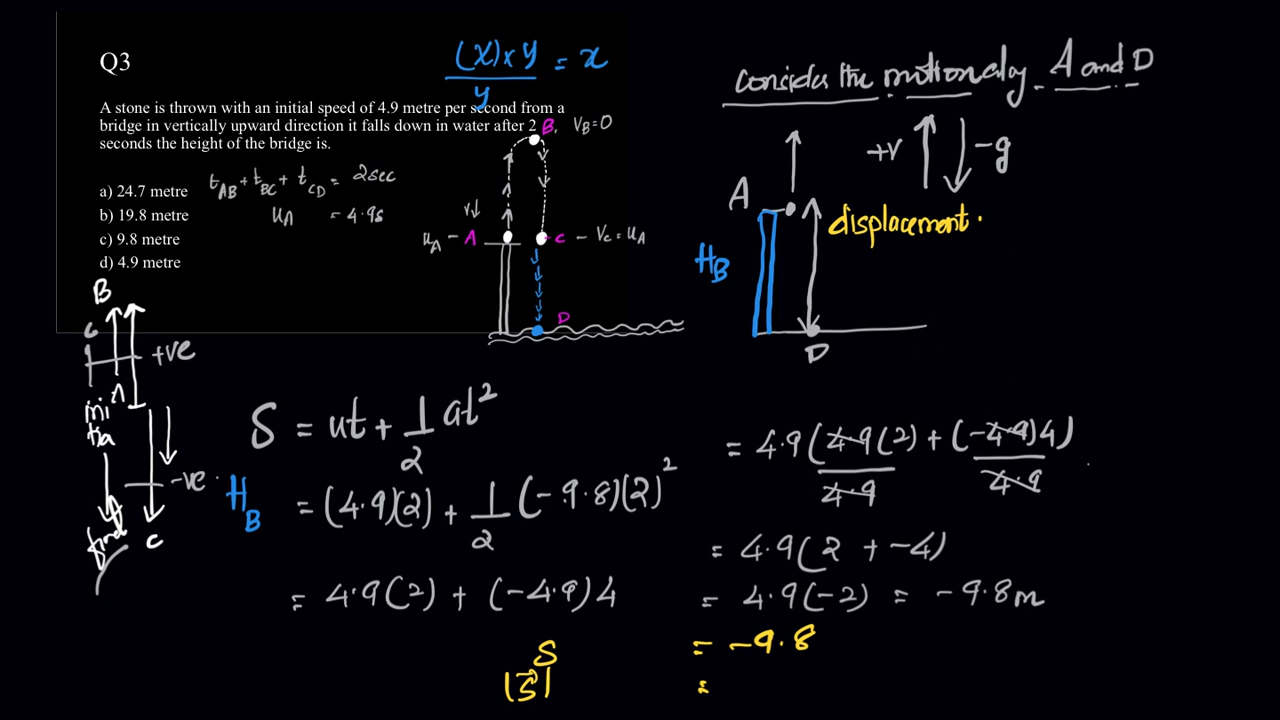 Q3
(x) × y = x
y
A stone is thrown with an initial speed of 4.9 metre per second from a
bridge in vertically upward direction it falls down in water after 2
seconds the height of the bridge is.
a) 24.7 metre
b) 19.8 metre
c) 9.8 metre
d) 4.9 metre
t_AB + t_BC + t_CD = 2 sec
u_A = 4.9s
B, V_B=0
u_A - A
v↓
C - V_C = u_A
D
Consider the motion along A and D
+v
-g
A
displacement.
H_B
D
B
C
A
+ve
-ve
C
S = ut + 1/2 at²
H_B = (4.9)(2) + 1/2 (-9.8)(2)²
= 4.9(2) + (-4.9)4
= 4.9(4.9(2) + (-4.9)4)
4.9 4.9
= 4.9(2 + -4)
= 4.9(-2) = -9.8m
S = -9.8
|S⃗| =